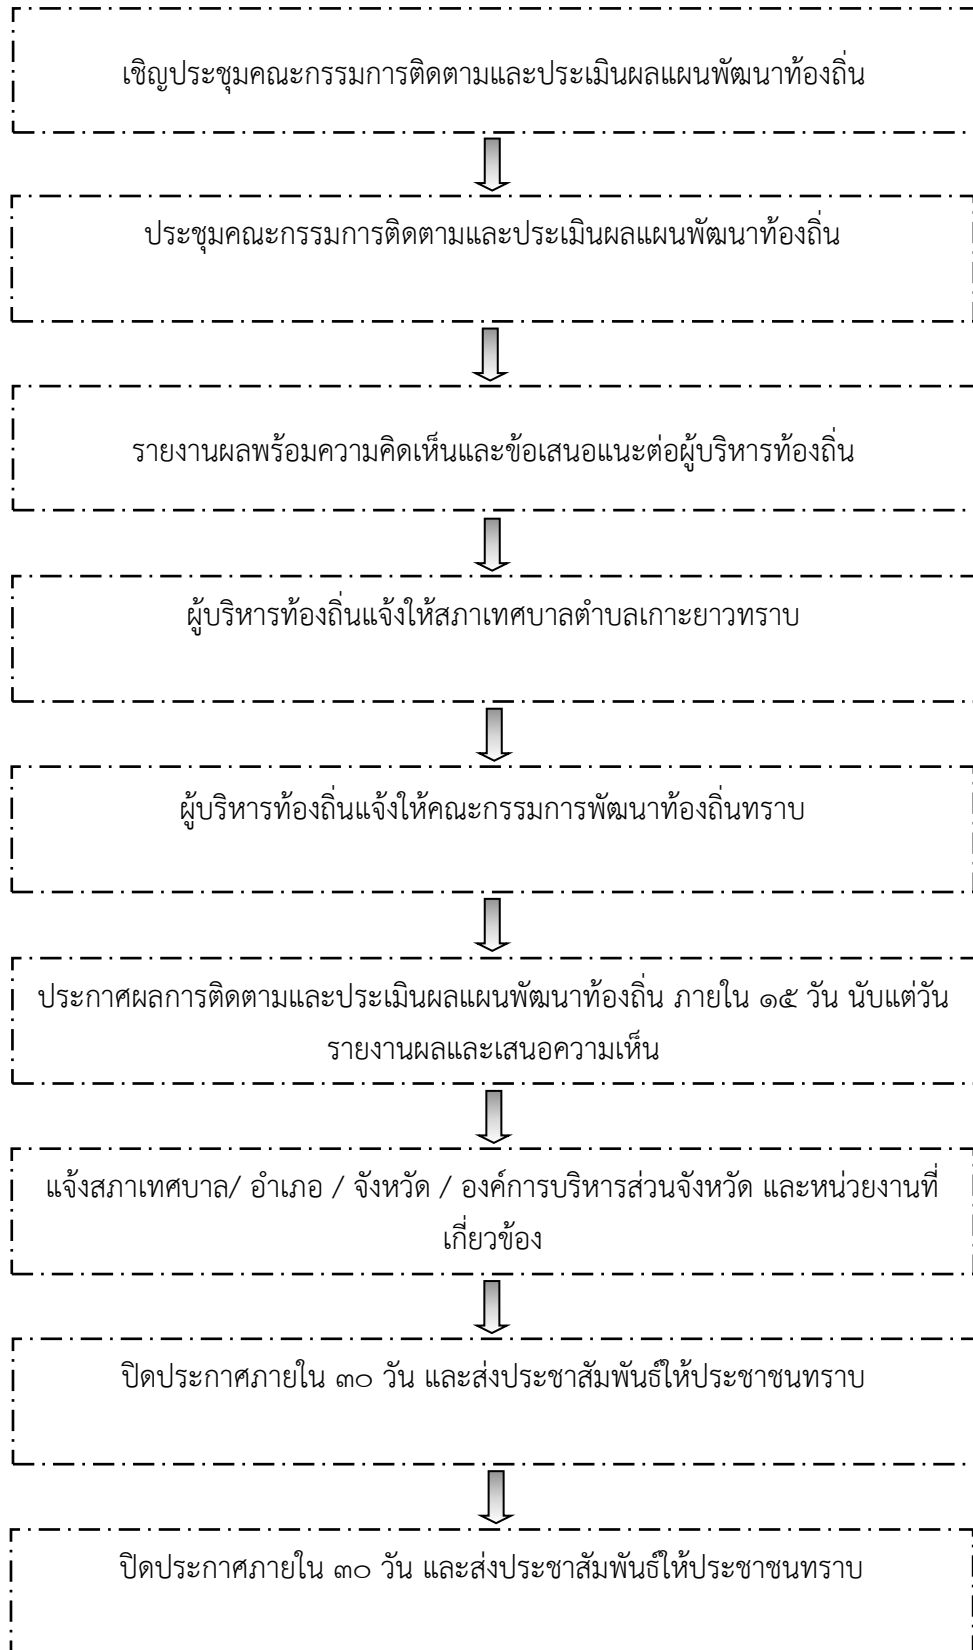 เชิญประชุมคณะกรรมการติดตามและประเมินผลแผนพัฒนาท้องถิ่น
ประชุมคณะกรรมการติดตามและประเมินผลแผนพัฒนาท้องถิ่น
รายงานผลพร้อมความคิดเห็นและข้อเสนอแนะต่อผู้บริหารท้องถิ่น
ผู้บริหารท้องถิ่นแจ้งให้สภาเทศบาลตำบลเกาะยาวทราบ
ผู้บริหารท้องถิ่นแจ้งให้คณะกรรมการพัฒนาท้องถิ่นทราบ
ประกาศผลการติดตามและประเมินผลแผนพัฒนาท้องถิ่น ภายใน ๑๕ วัน นับแต่วัน
รายงานผลและเสนอความเห็น
แจ้งสภาเทศบาล/ อำเภอ / จังหวัด / องค์การบริหารส่วนจังหวัด และหน่วยงานที่
เกี่ยวข้อง
ปิดประกาศภายใน ๓๐ วัน และส่งประชาสัมพันธ์ให้ประชาชนทราบ
ปิดประกาศภายใน ๓๐ วัน และส่งประชาสัมพันธ์ให้ประชาชนทราบ